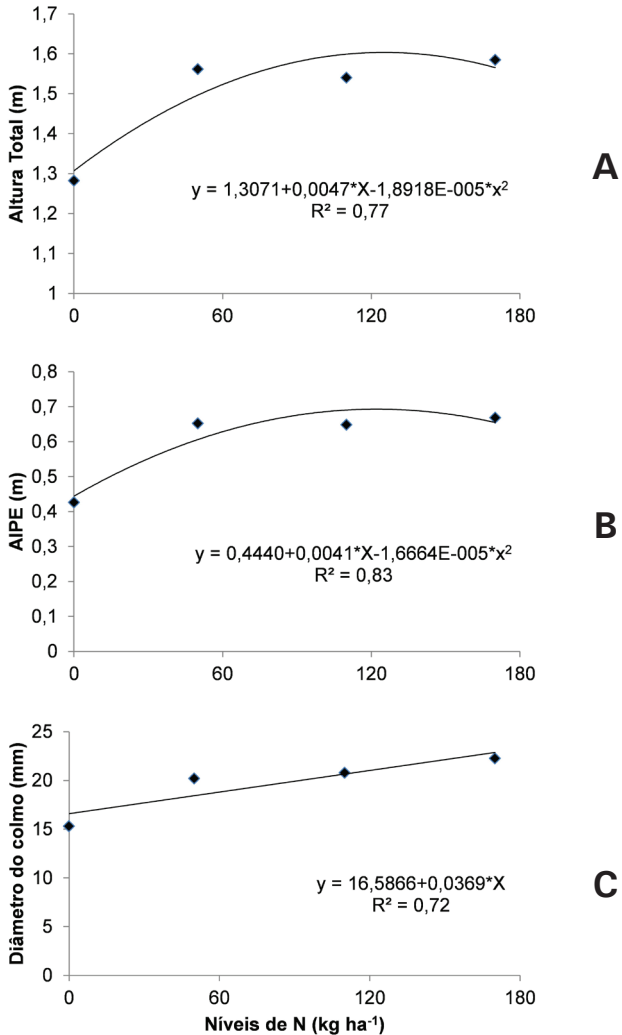 1,7
1,6
1,5
1,4
1,3
1,2
1,1
1
Altura Total (m)
y = 1,3071+0,0047*X-1,8918E-005*x²
R² = 0,77
0 60 120 180
A
0,8
0,7
0,6
0,5
0,4
0,3
0,2
0,1
0
AIPE (m)
y = 0,4440+0,0041*X-1,6664E-005*x²
R² = 0,83
0 60 120 180
B
25
20
15
10
5
0
Diâmetro do colmo (mm)
y = 16,5866+0,0369*X
R² = 0,72
0 60 120 180
C
Níveis de N (kg ha⁻¹)